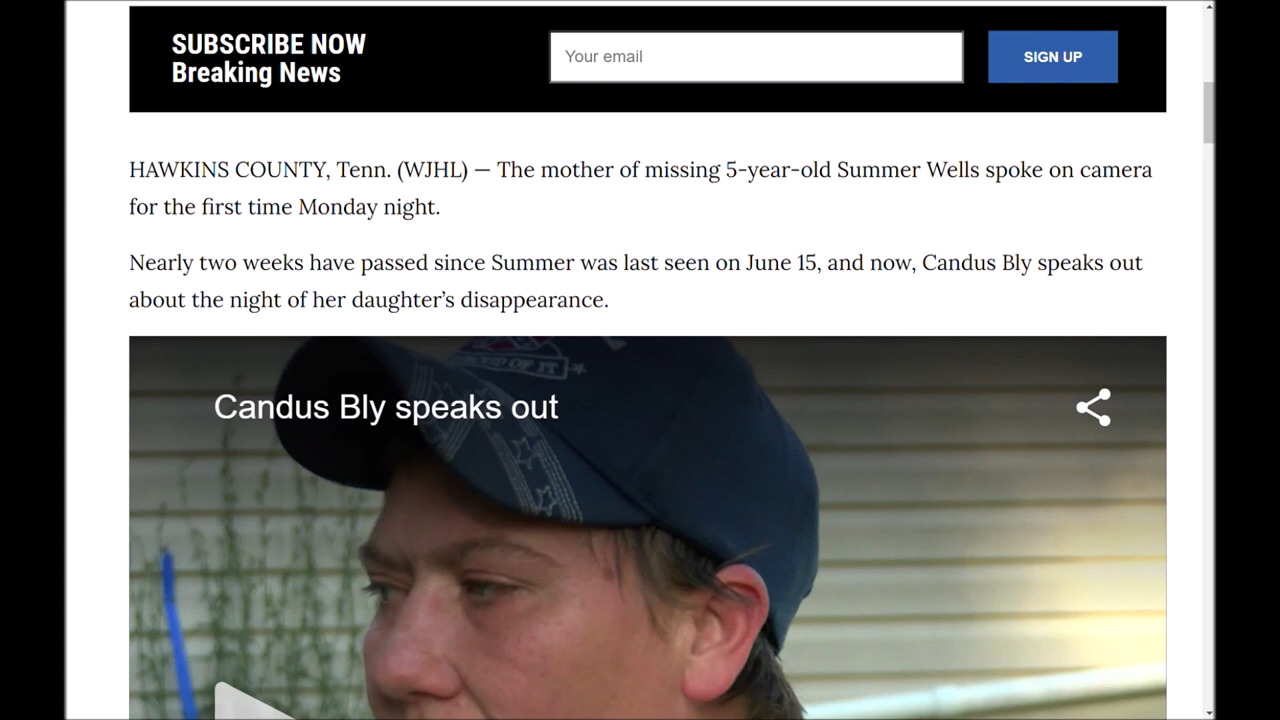 SUBSCRIBE NOW
Breaking News
Your email
SIGN UP
HAWKINS COUNTY, Tenn. (WJHL) — The mother of missing 5-year-old Summer Wells spoke on camera
for the first time Monday night.
Nearly two weeks have passed since Summer was last seen on June 15, and now, Candus Bly speaks out
about the night of her daughter’s disappearance.
OF IT
Candus Bly speaks out